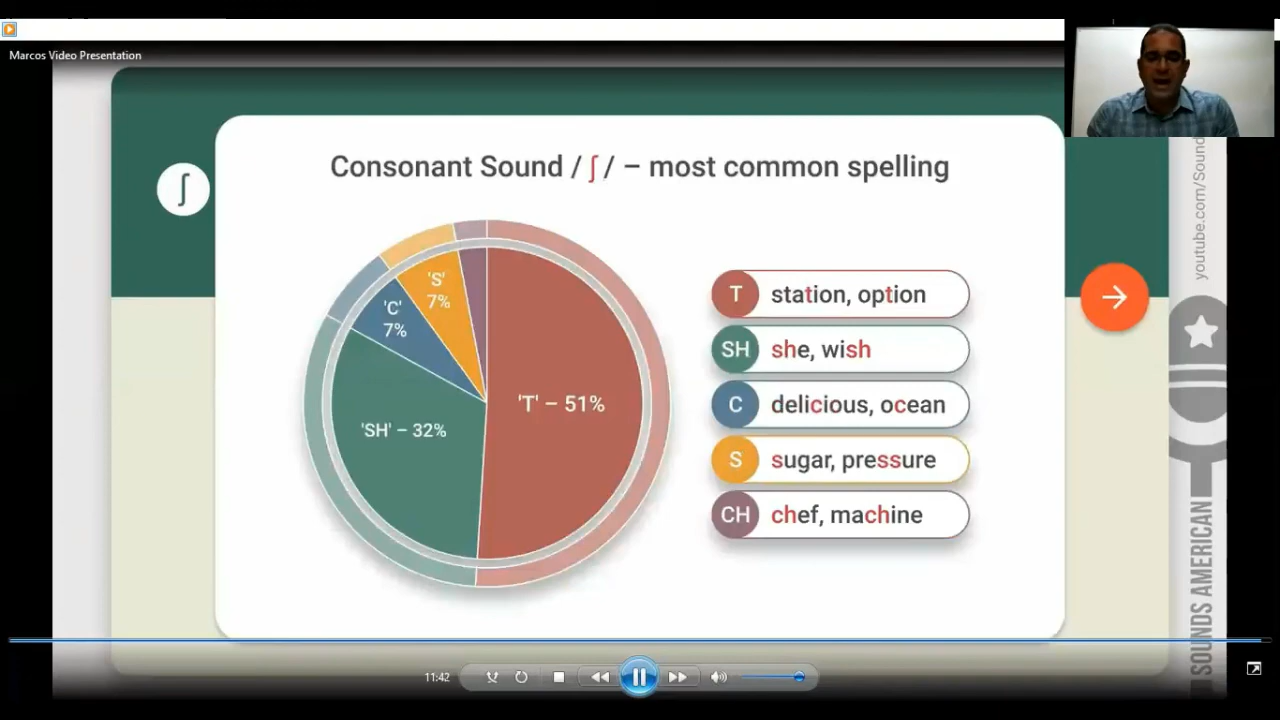 Marcos Video Presentation
Consonant Sound / ʃ / – most common spelling
ʃ
'S'
7%
'C'
7%
'T' – 51%
'SH' – 32%
T station, option
SH she, wish
C delicious, ocean
S sugar, pressure
CH chef, machine
youtube.com/Sound
SOUNDS AMERICAN
11:42